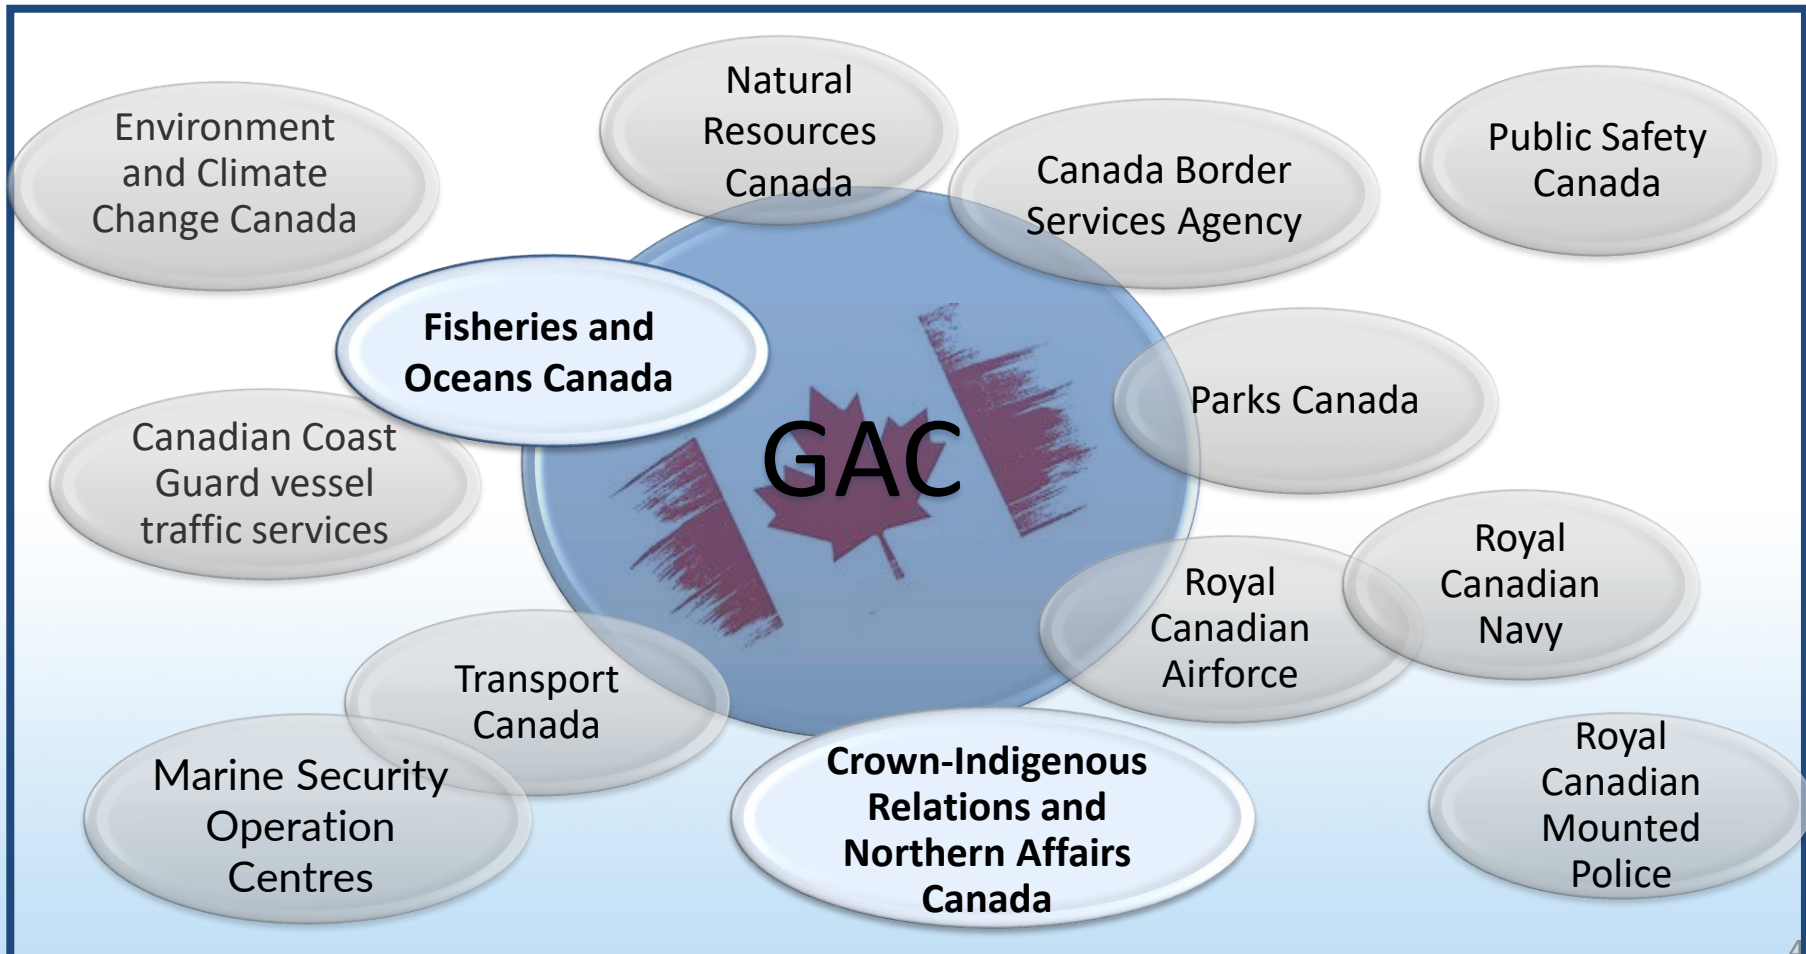 Natural
Resources
Canada
Environment
and Climate
Change Canada
Canada Border
Services Agency
Public Safety
Canada
Fisheries and
Oceans Canada
Parks Canada
GAC
Canadian Coast
Guard vessel
traffic services
Royal
Canadian
Navy
Royal
Canadian
Airforce
Transport
Canada
Marine Security
Operation
Centres
Crown-Indigenous
Relations and
Northern Affairs
Canada
Royal
Canadian
Mounted
Police
4